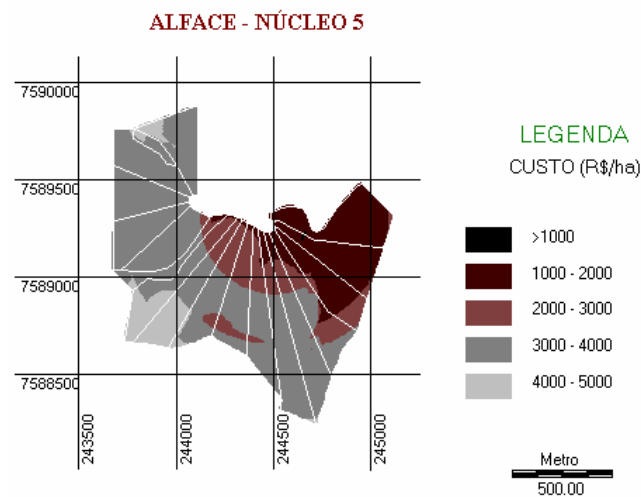 ALFACE - NÚCLEO 5
7590000
7589500
7589000
7588500
243500
244000
244500
245000
LEGENDA
CUSTO (R$/ha)
>1000
1000 - 2000
2000 - 3000
3000 - 4000
4000 - 5000
Metro
500.00